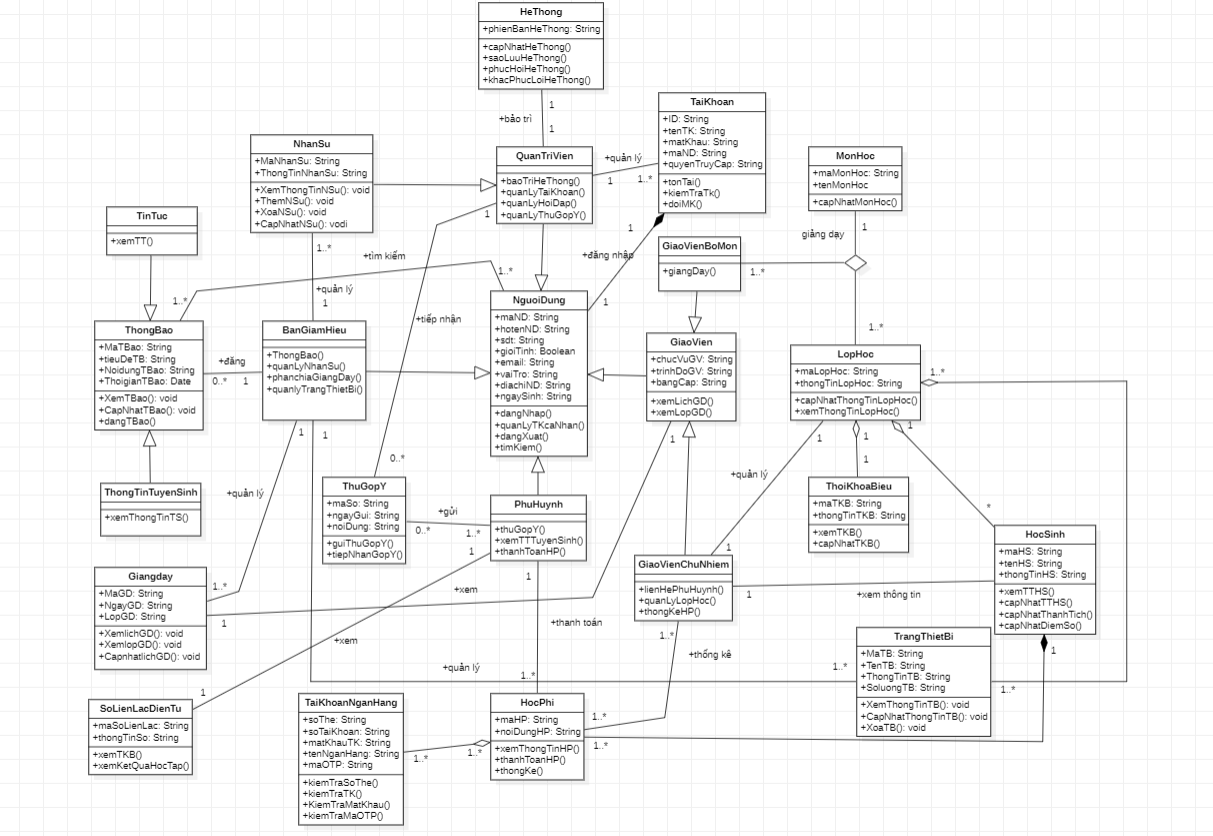 HeThong
+phienBanHeThong: String
+capNhatHeThong()
+saoLuuHeThong()
+phucHoiHeThong()
+khacPhucLoiHeThong()
1
+bảo trì
1
TaiKhoan
+ID: String
+tenTK: String
+matKhau: String
+maND: String
+quyenTruyCap: String
+tonTai()
+kiemTraTk()
+doiMK()
NhanSu
+MaNhanSu: String
+ThongTinNhanSu: String
+XemThongTinNSu(): void
+ThemNSu(): void
+XoaNSu(): void
+CapNhatNSu(): vodi
QuanTriVien
+baoTriHeThong()
+quanLyTaiKhoan()
+quanLyHoiDap()
+quanLyThuGopY()
+quản lý
1
1..*
MonHoc
+maMonHoc: String
+tenMonHoc
+capNhatMonHoc()
TinTuc
+xemTT()
1
1..*
+tìm kiếm
1..*
1
+đăng nhập
1
giảng dạy
1
GiaoVienBoMon
+giangDay()
1..*
1..*
1..*
+quản lý
1
+tiếp nhận
NguoiDung
+maND: String
+hotenND: String
+sdt: String
+gioiTinh: Boolean
+email: String
+vaiTro: String
+diachiND: String
+ngaySinh: String
+dangNhap()
+quanLyTKcaNhan()
+dangXuat()
+timKiem()
ThongBao
+MaTBao: String
+tieuDeTB: String
+NoidungTBao: String
+ThoigianTBao: Date
+XemTBao(): void
+CapNhatTBao(): void
+dangTBao()
+đăng
0..*
1
BanGiamHieu
+ThongBao()
+quanLyNhanSu()
+phanchiaGiangDay()
+quanlyTrangThietBi()
GiaoVien
+chucVuGV: String
+trinhDoGV: String
+bangCap: String
+xemLichGD()
+xemLopGD()
LopHoc
+maLopHoc: String
+thongTinLopHoc: String
+capNhatThongTinLopHoc()
+xemThongTinLopHoc()
1..*
1
1
1
1
1
1
0..*
1
ThongTinTuyenSinh
+xemThongTinTS()
+quản lý
ThuGopY
+maSo: String
+ngayGui: String
+noiDung: String
+guiThuGopY()
+tiepNhanGopY()
+gửi
0..*
1..*
PhuHuynh
+thuGopY()
+xemTTTuyenSinh()
+thanhToanHP()
+quản lý
ThoiKhoaBieu
+maTKB: String
+thongTinTKB: String
+xemTKB()
+capNhatTKB()
*
HocSinh
+maHS: String
+tenHS: String
+thongTinHS: String
+xemTTHS()
+capNhatTTHS()
+capNhatThanhTich()
+capNhatDiemSo()
1
1
1
GiaoVienChuNhiem
+lienHePhuHuynh()
+quanLyLopHoc()
+thongKeHP()
1
+xem thông tin
Giangday
+MaGD: String
+NgayGD: String
+LopGD: String
+XemlichGD(): void
+XemlopGD(): void
+CapnhatlichGD(): void
1..*
1
+xem
+xem
+thanh toán
1..*
+thống kê
TrangThietBi
+MaTB: String
+TenTB: String
+ThongTinTB: String
+SoluongTB: String
+XemThongTinTB(): void
+CapNhatThongTinTB(): void
+XoaTB(): void
1
+quản lý
1..*
1..*
1..*
1
SoLienLacDienTu
+maSoLienLac: String
+thongTinSo: String
+xemTKB()
+xemKetQuaHocTap()
TaiKhoanNganHang
+soThe: String
+soTaiKhoan: String
+matKhauTK: String
+tenNganHang: String
+maOTP: String
+kiemTraSoThe()
+kiemTraTK()
+KiemTraMatKhau()
+kiemTraMaOTP()
1..*
1..*
HocPhi
+maHP: String
+noiDungHP: String
+xemThongTinHP()
+thanhToanHP()
+thongKe()
1..*
1..*